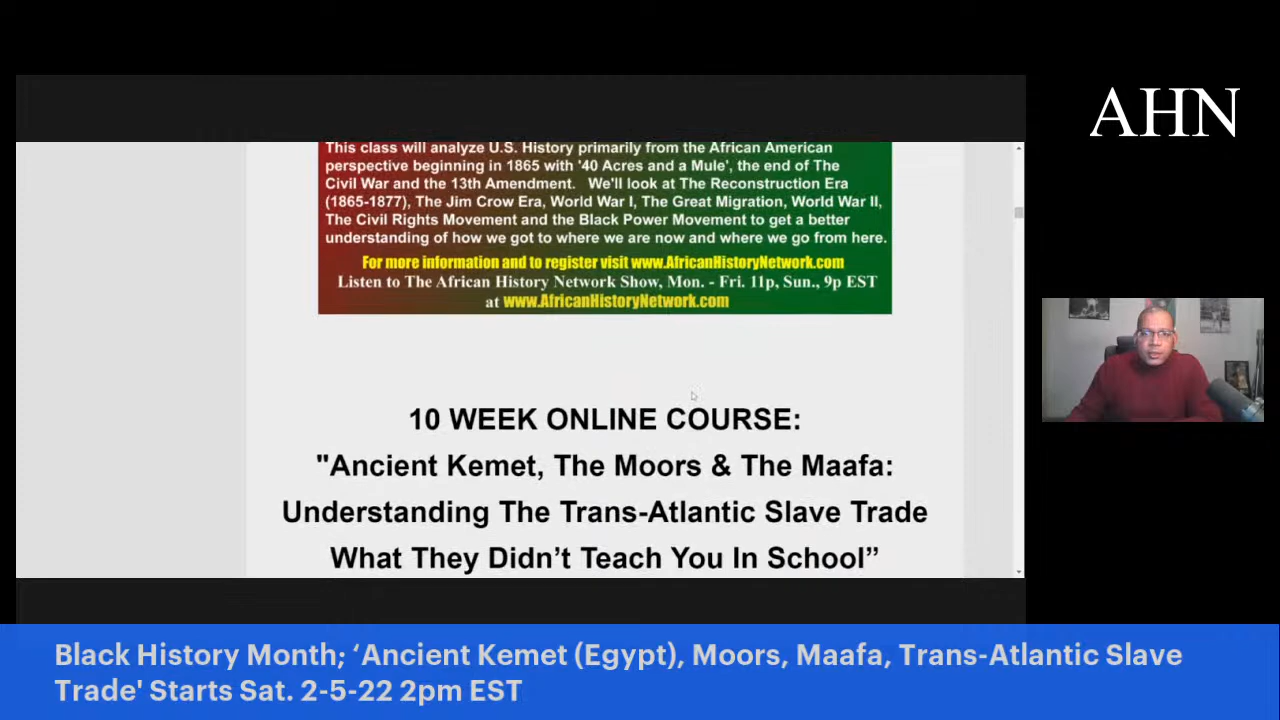 AHN
This class will analyze U.S. History primarily from the African American
perspective beginning in 1865 with '40 Acres and a Mule', the end of The
Civil War and the 13th Amendment. We'll look at The Reconstruction Era
(1865-1877), The Jim Crow Era, World War I, The Great Migration, World War II,
The Civil Rights Movement and the Black Power Movement to get a better
understanding of how we got to where we are now and where we go from here.
For more information and to register visit www.AfricanHistoryNetwork.com
Listen to The African History Network Show, Mon. - Fri. 11p, Sun., 9p EST
at www.AfricanHistoryNetwork.com
10 WEEK ONLINE COURSE:
"Ancient Kemet, The Moors & The Maafa:
Understanding The Trans-Atlantic Slave Trade
What They Didn’t Teach You In School”
Black History Month; ‘Ancient Kemet (Egypt), Moors, Maafa, Trans-Atlantic Slave
Trade' Starts Sat. 2-5-22 2pm EST